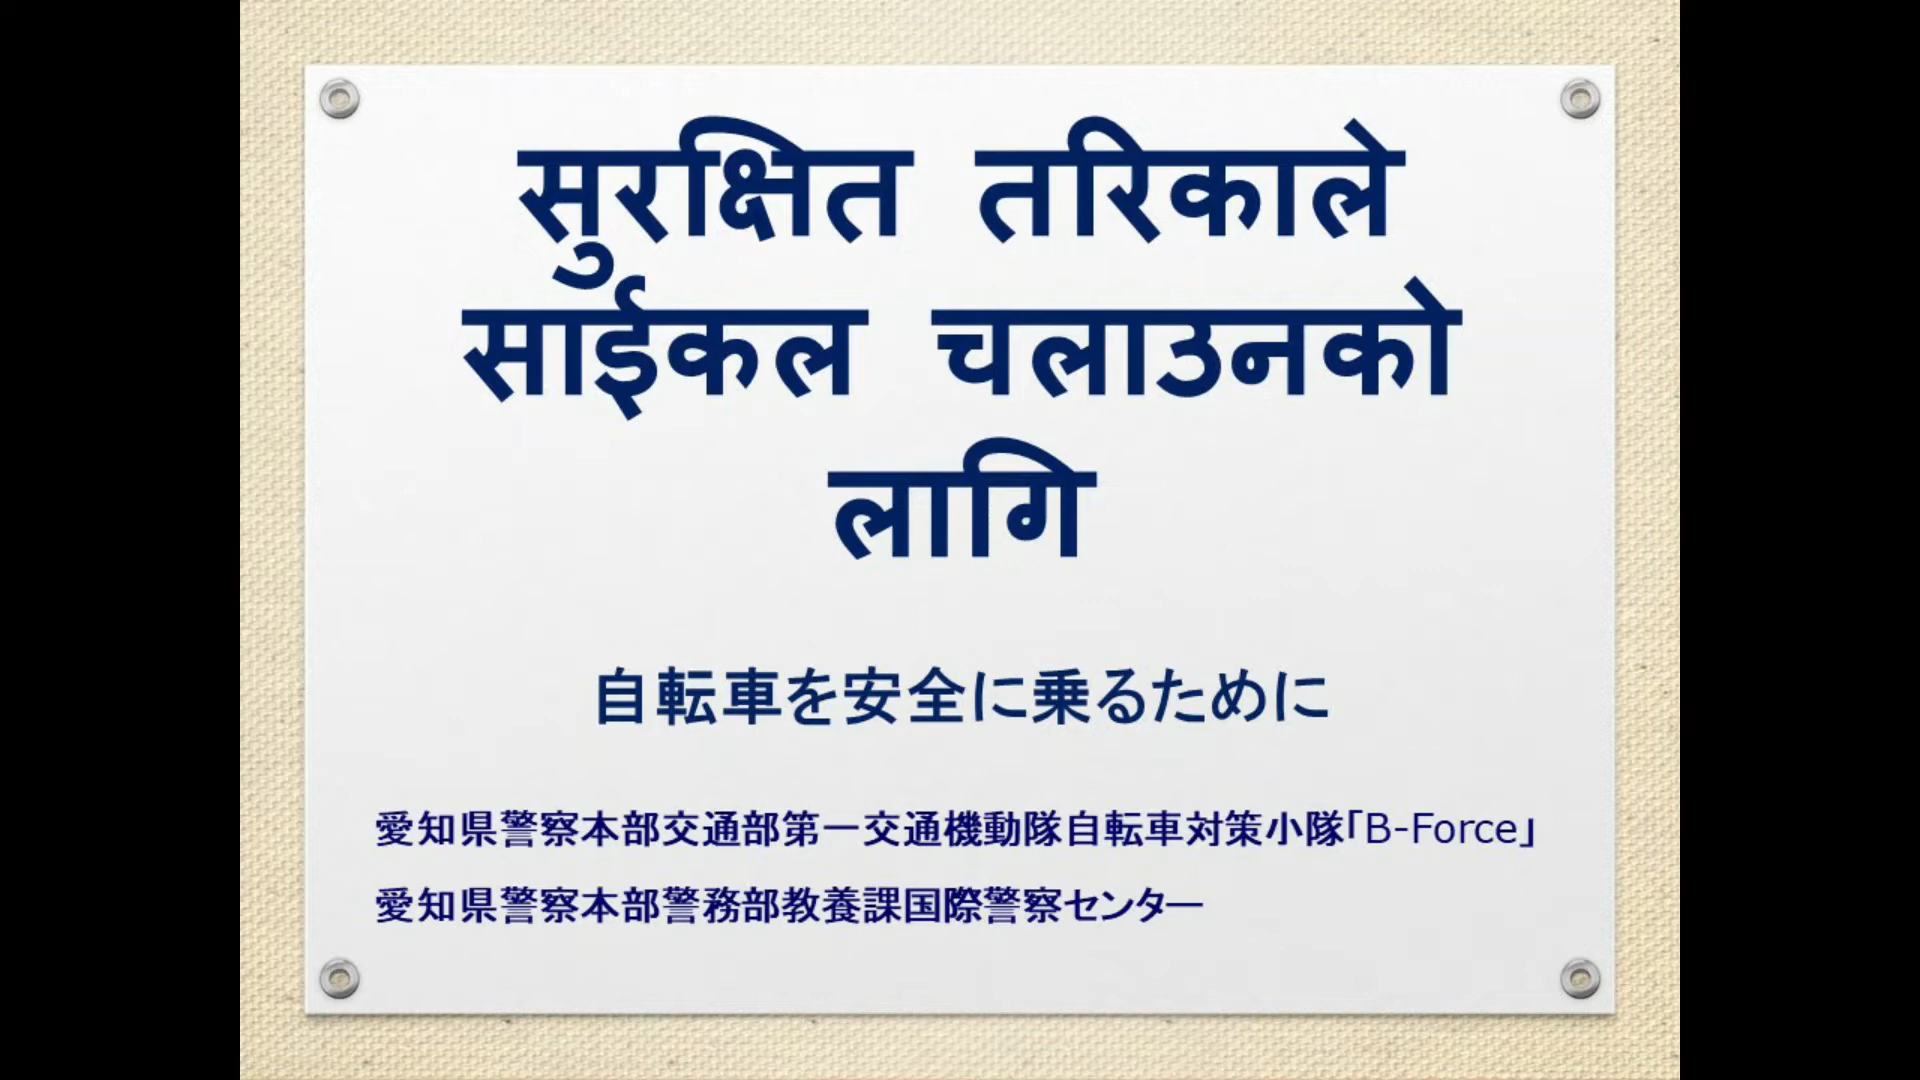 सुरक्षित तरिकाले
साईकल चलाउनको
लागि
自転車を安全に乗るために
愛知県警察本部交通部第一交通機動隊自転車対策小隊｢B-Force｣
愛知県警察本部警務部教養課国際警察センター